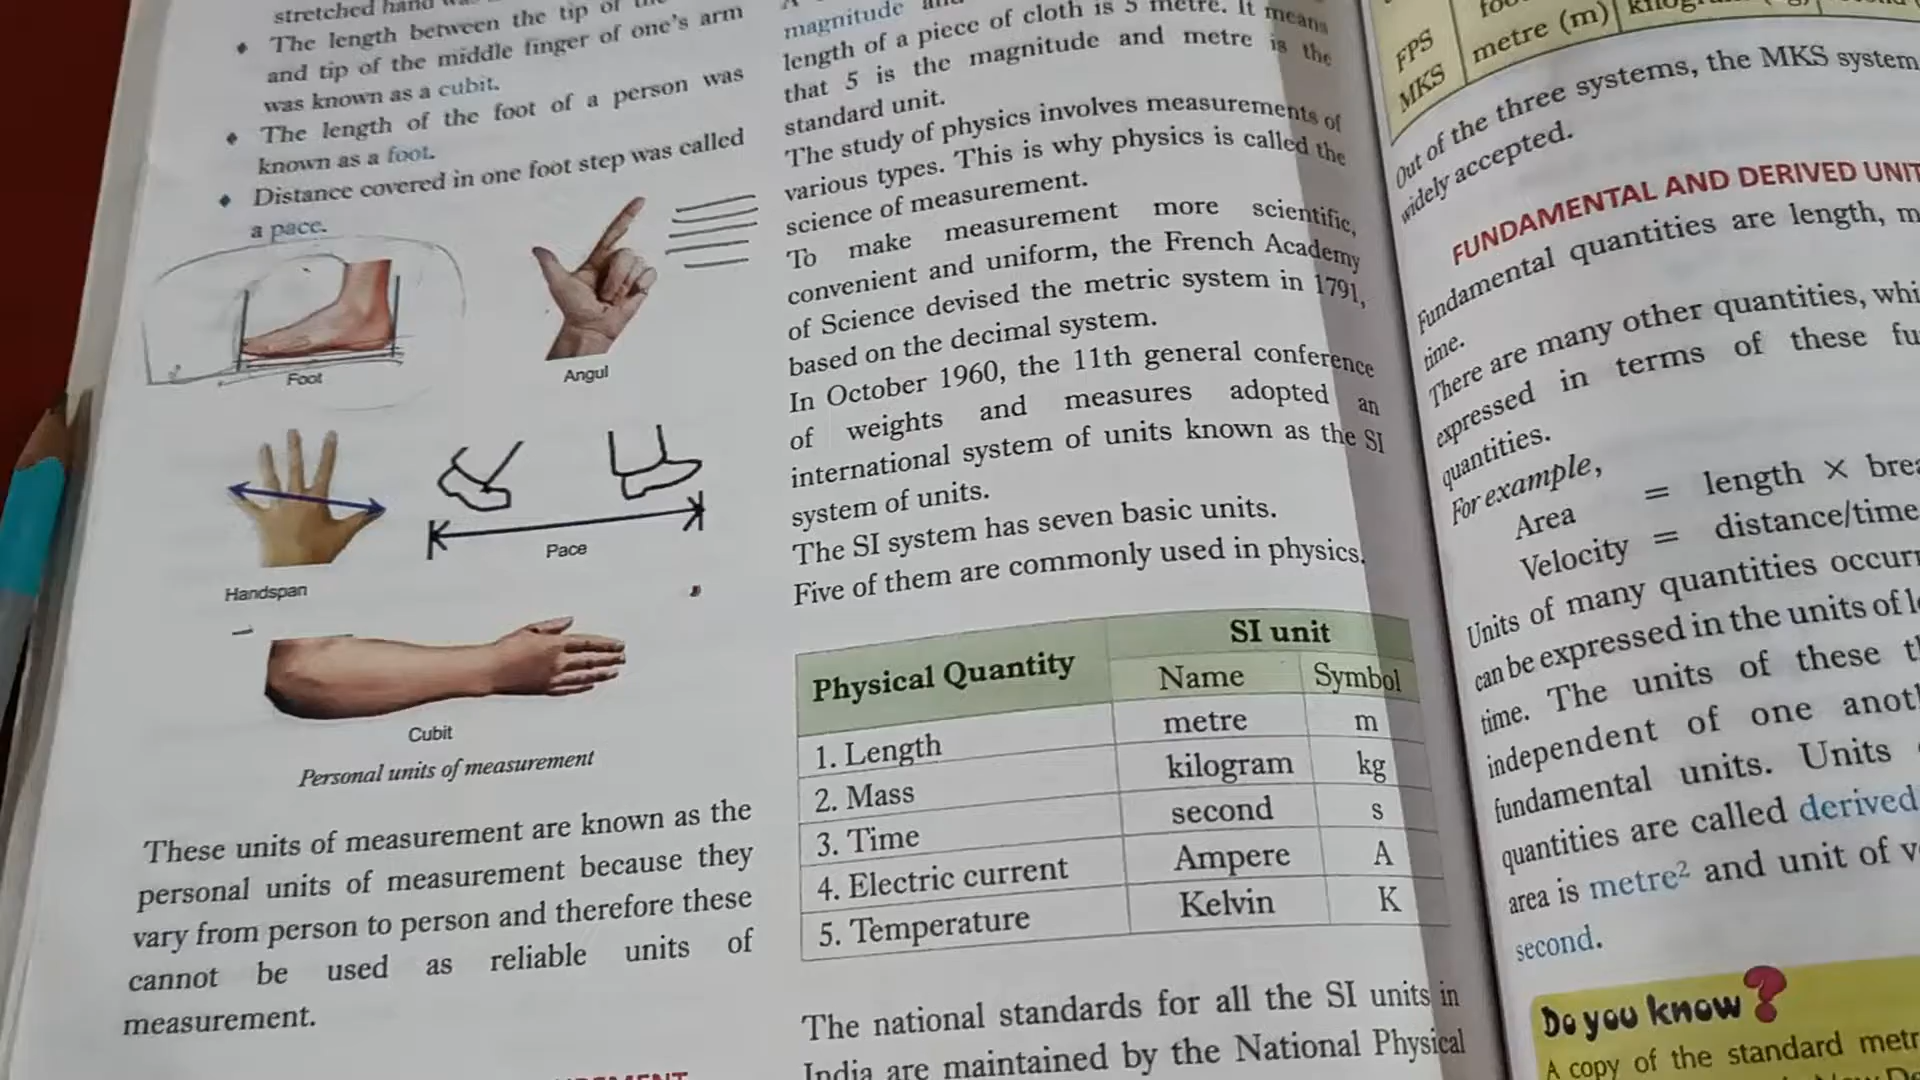 stretched hand
The length between the tip of
and tip of the middle finger of one's arm
was known as a cubit.
The length of the foot of a person was
known as a foot.
Distance covered in one foot step was called
a pace.
Foot
Angul
Handspan
Pace
Cubit
Personal units of measurement
These units of measurement are known as the
personal units of measurement because they
vary from person to person and therefore these
cannot be used as reliable units of
measurement.
magnitude
length of a piece of cloth is 5 metre. It means
that 5 is the magnitude and metre is the
standard unit.
The study of physics involves measurements of
various types. This is why physics is called the
science of measurement.
To make measurement more scientific,
convenient and uniform, the French Academy
of Science devised the metric system in 1791,
based on the decimal system.
In October 1960, the 11th general conference
of weights and measures adopted an
international system of units known as the SI
system of units.
The SI system has seven basic units.
Five of them are commonly used in physics.
Physical Quantity SI unit
Name Symbol
1. Length metre m
2. Mass kilogram kg
3. Time second s
4. Electric current Ampere A
5. Temperature Kelvin K
The national standards for all the SI units in
India are maintained by the National Physical
FPS
MKS metre (m)
Out of the three systems, the MKS system
widely accepted.
FUNDAMENTAL AND DERIVED UNIT
Fundamental quantities are length,
time.
There are many other quantities,
expressed in terms of these
quantities.
For example,
Area = length ×
Velocity = distance/time
Units of many quantities
can be expressed in the units of
time. The units of these
independent of one
fundamental units. Units
quantities are called derived
area is metre² and unit of
second.
Do you know?
A copy of the standard